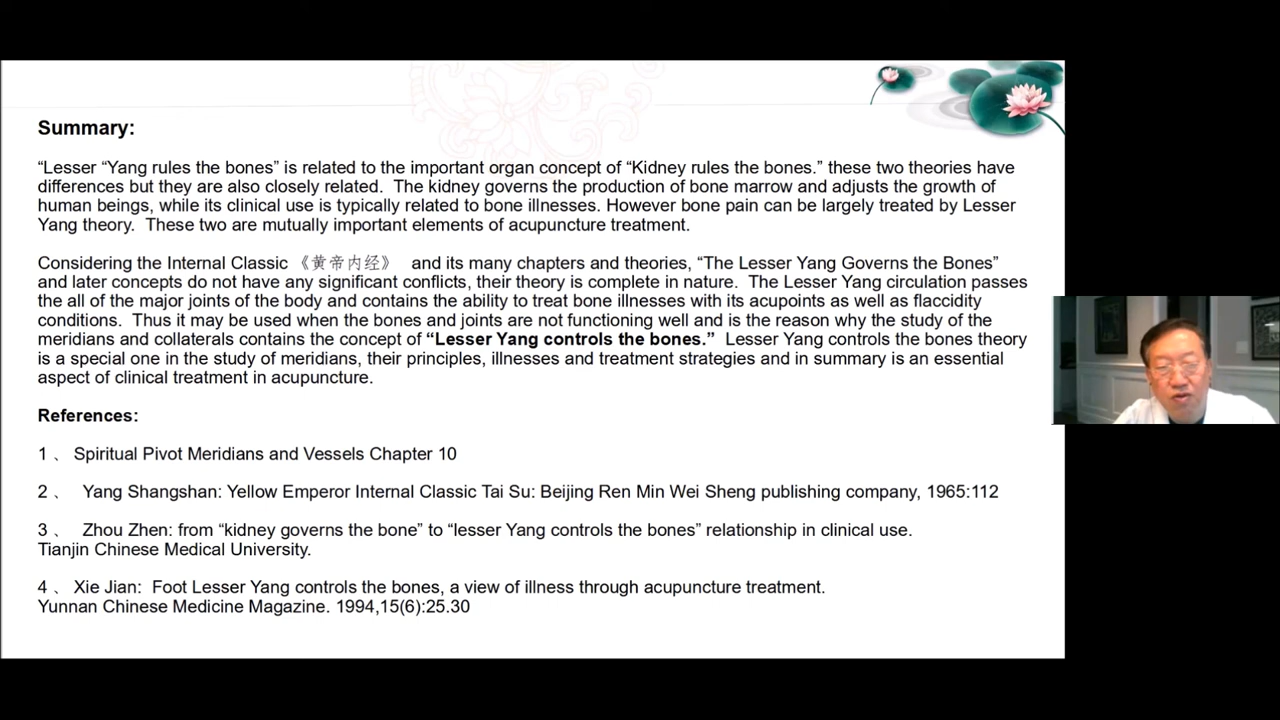 Summary:
“Lesser “Yang rules the bones” is related to the important organ concept of “Kidney rules the bones.” these two theories have
differences but they are also closely related.  The kidney governs the production of bone marrow and adjusts the growth of
human beings, while its clinical use is typically related to bone illnesses. However bone pain can be largely treated by Lesser
Yang theory.  These two are mutually important elements of acupuncture treatment.
Considering the Internal Classic 《黄帝内经》  and its many chapters and theories, “The Lesser Yang Governs the Bones”
and later concepts do not have any significant conflicts, their theory is complete in nature.  The Lesser Yang circulation passes
the all of the major joints of the body and contains the ability to treat bone illnesses with its acupoints as well as flaccidity
conditions.  Thus it may be used when the bones and joints are not functioning well and is the reason why the study of the
meridians and collaterals contains the concept of “Lesser Yang controls the bones.”  Lesser Yang controls the bones theory
is a special one in the study of meridians, their principles, illnesses and treatment strategies and in summary is an essential
aspect of clinical treatment in acupuncture.
References:
1、 Spiritual Pivot Meridians and Vessels Chapter 10
2、  Yang Shangshan: Yellow Emperor Internal Classic Tai Su: Beijing Ren Min Wei Sheng publishing company, 1965:112
3、  Zhou Zhen: from “kidney governs the bone” to “lesser Yang controls the bones” relationship in clinical use.
Tianjin Chinese Medical University.
4、 Xie Jian:  Foot Lesser Yang controls the bones, a view of illness through acupuncture treatment.
Yunnan Chinese Medicine Magazine. 1994,15(6):25.30